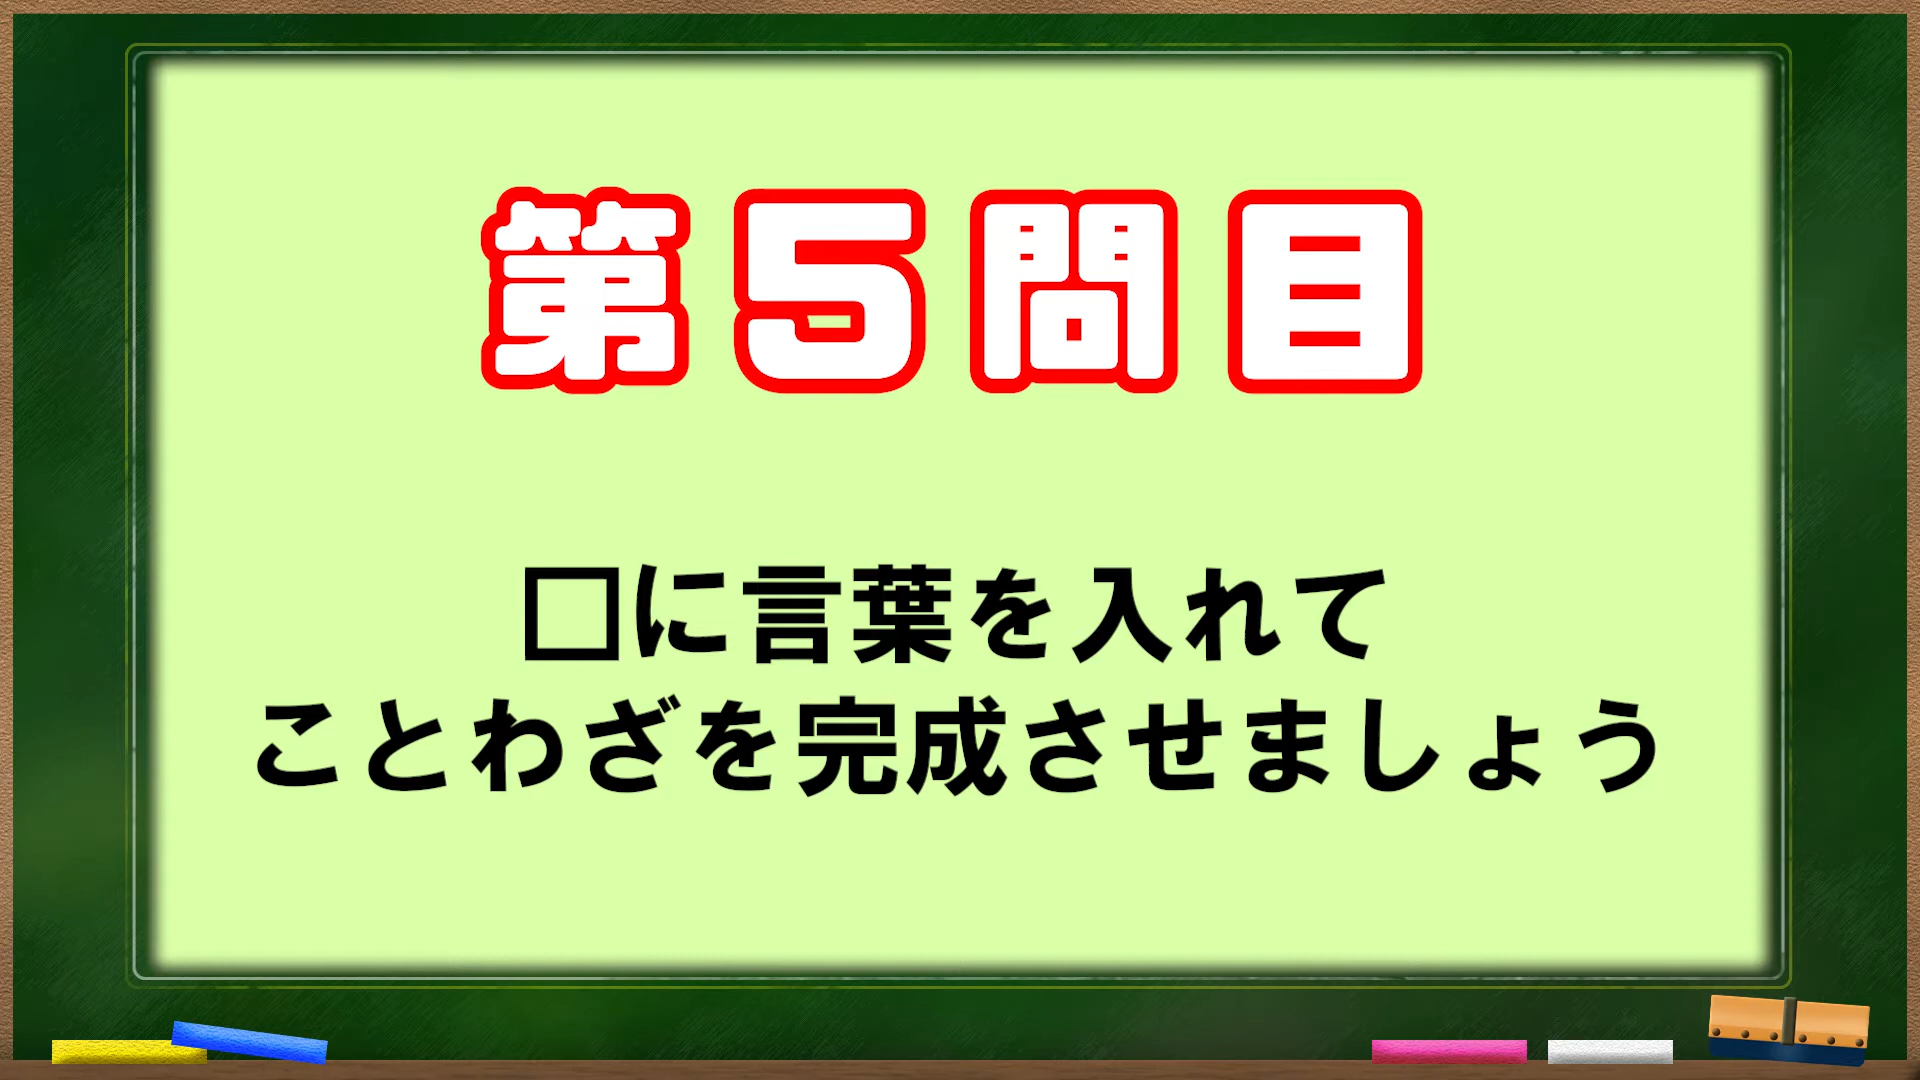 第５問目
□に言葉を入れて
ことわざを完成させましょう